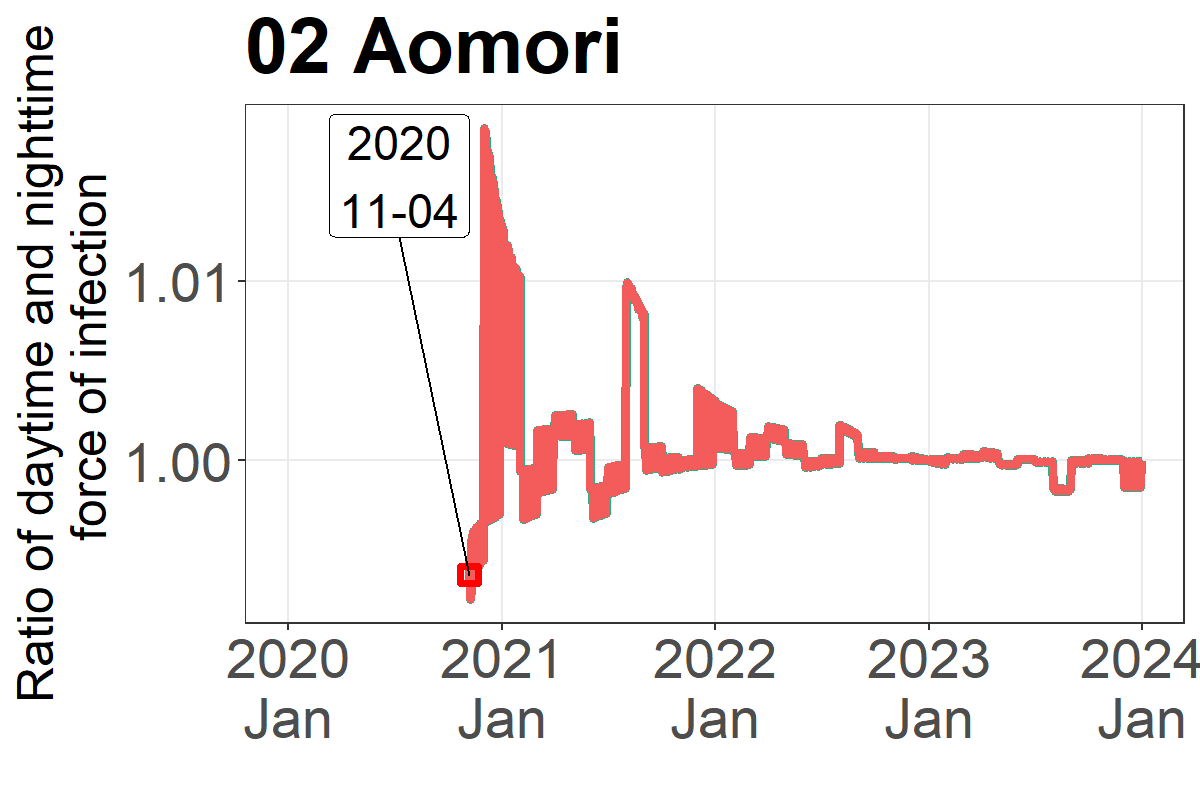 02 Aomori
Ratio of daytime and nighttime
force of infection
2020
11-04
1.01
1.00
2020
Jan
2021
Jan
2022
Jan
2023
Jan
2024
Jan